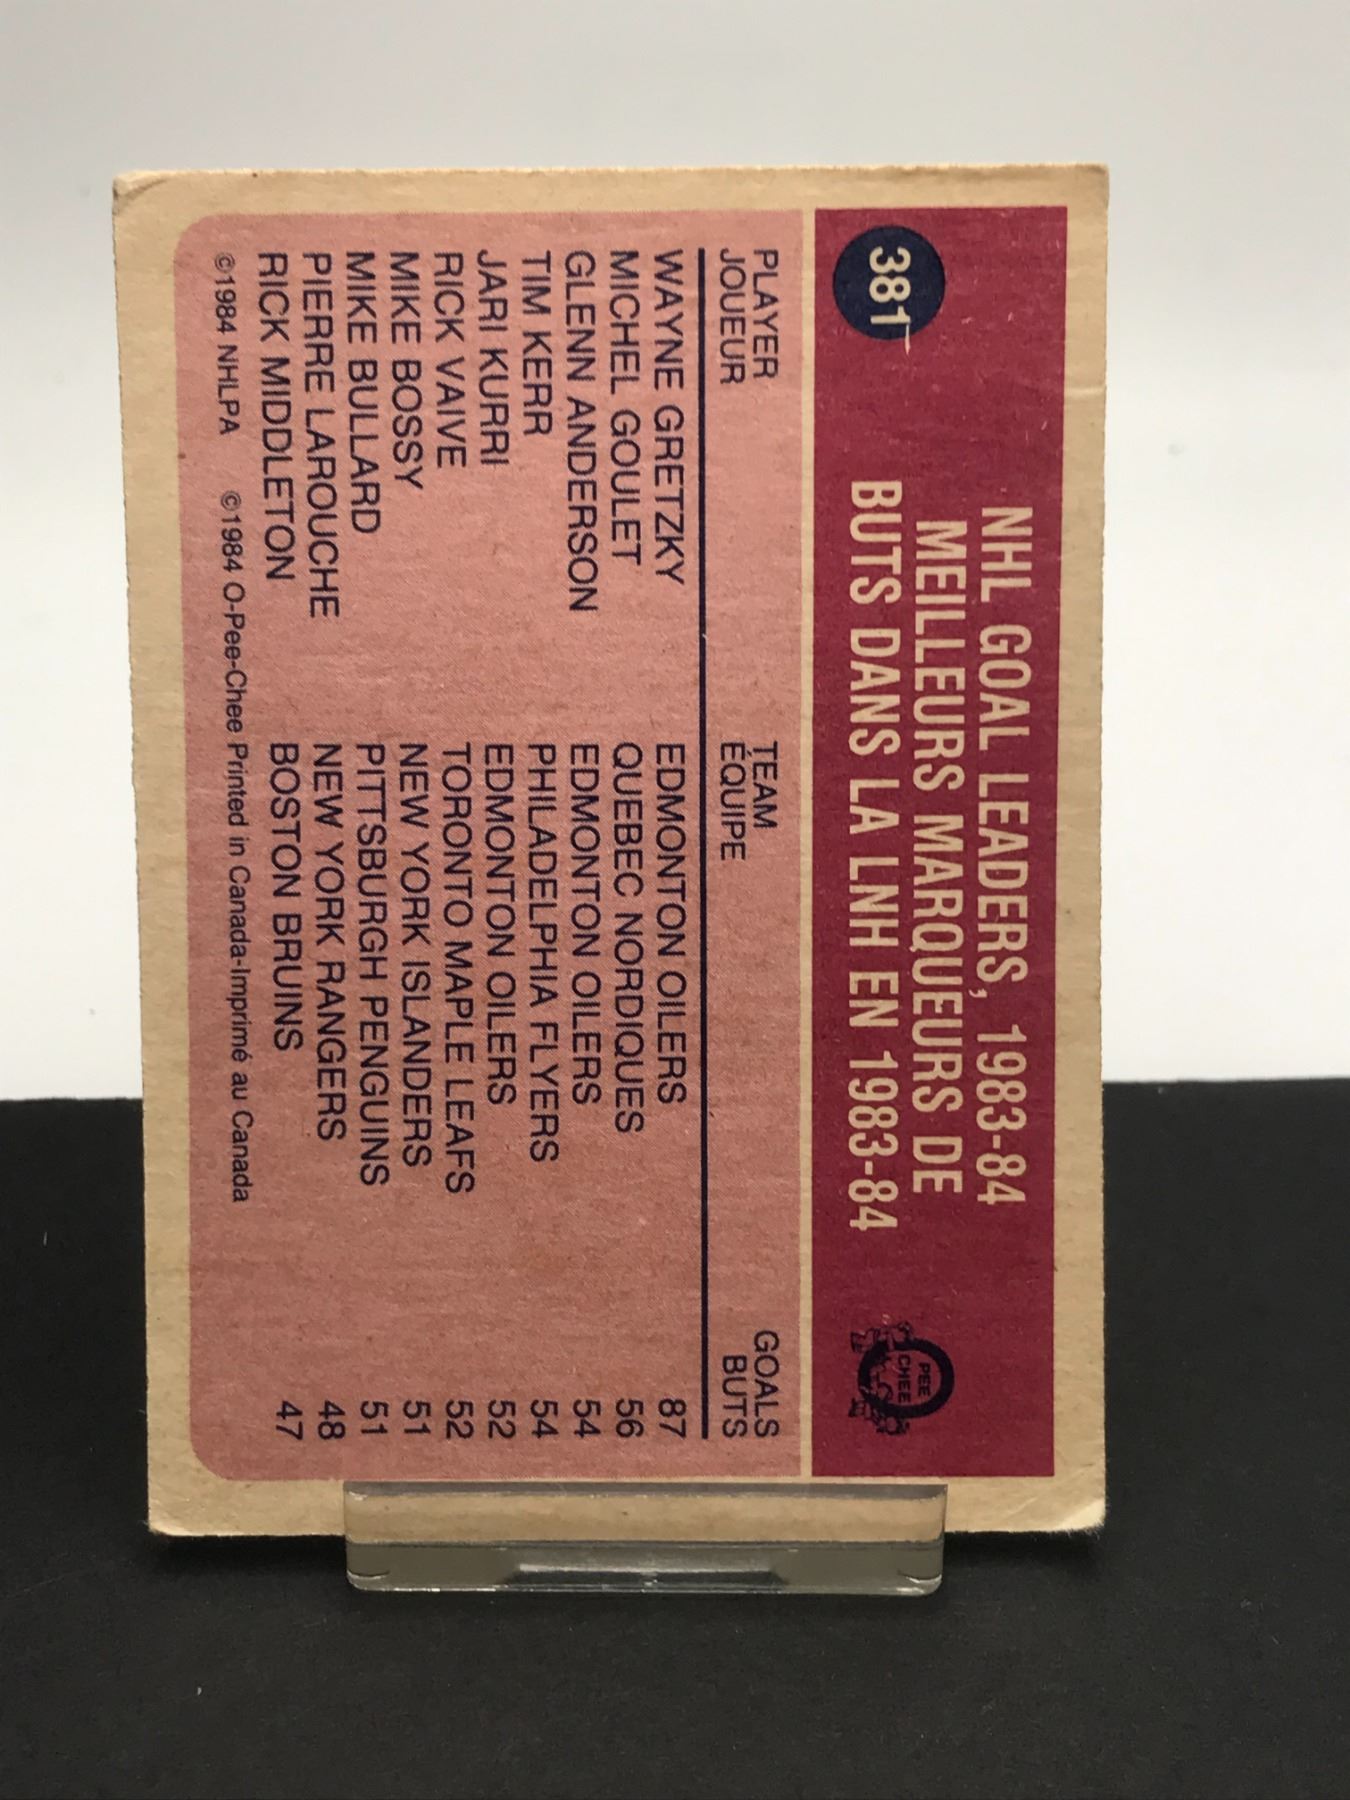 381
NHL GOAL LEADERS, 1983-84
MEILLEURS MARQUEURS DE
BUTS DANS LA LNH EN 1983-84
PEE
CHEE
PLAYER TEAM GOALS
JOUEUR ÉQUIPE BUTS
WAYNE GRETZKY EDMONTON OILERS 87
MICHEL GOULET QUEBEC NORDIQUES 56
GLENN ANDERSON EDMONTON OILERS 54
TIM KERR PHILADELPHIA FLYERS 54
JARI KURRI EDMONTON OILERS 52
RICK VAIVE TORONTO MAPLE LEAFS 52
MIKE BOSSY NEW YORK ISLANDERS 51
MIKE BULLARD PITTSBURGH PENGUINS 51
PIERRE LAROUCHE NEW YORK RANGERS 48
RICK MIDDLETON BOSTON BRUINS 47
©1984 NHLPA ©1984 O-Pee-Chee Printed in Canada-Imprimé au Canada